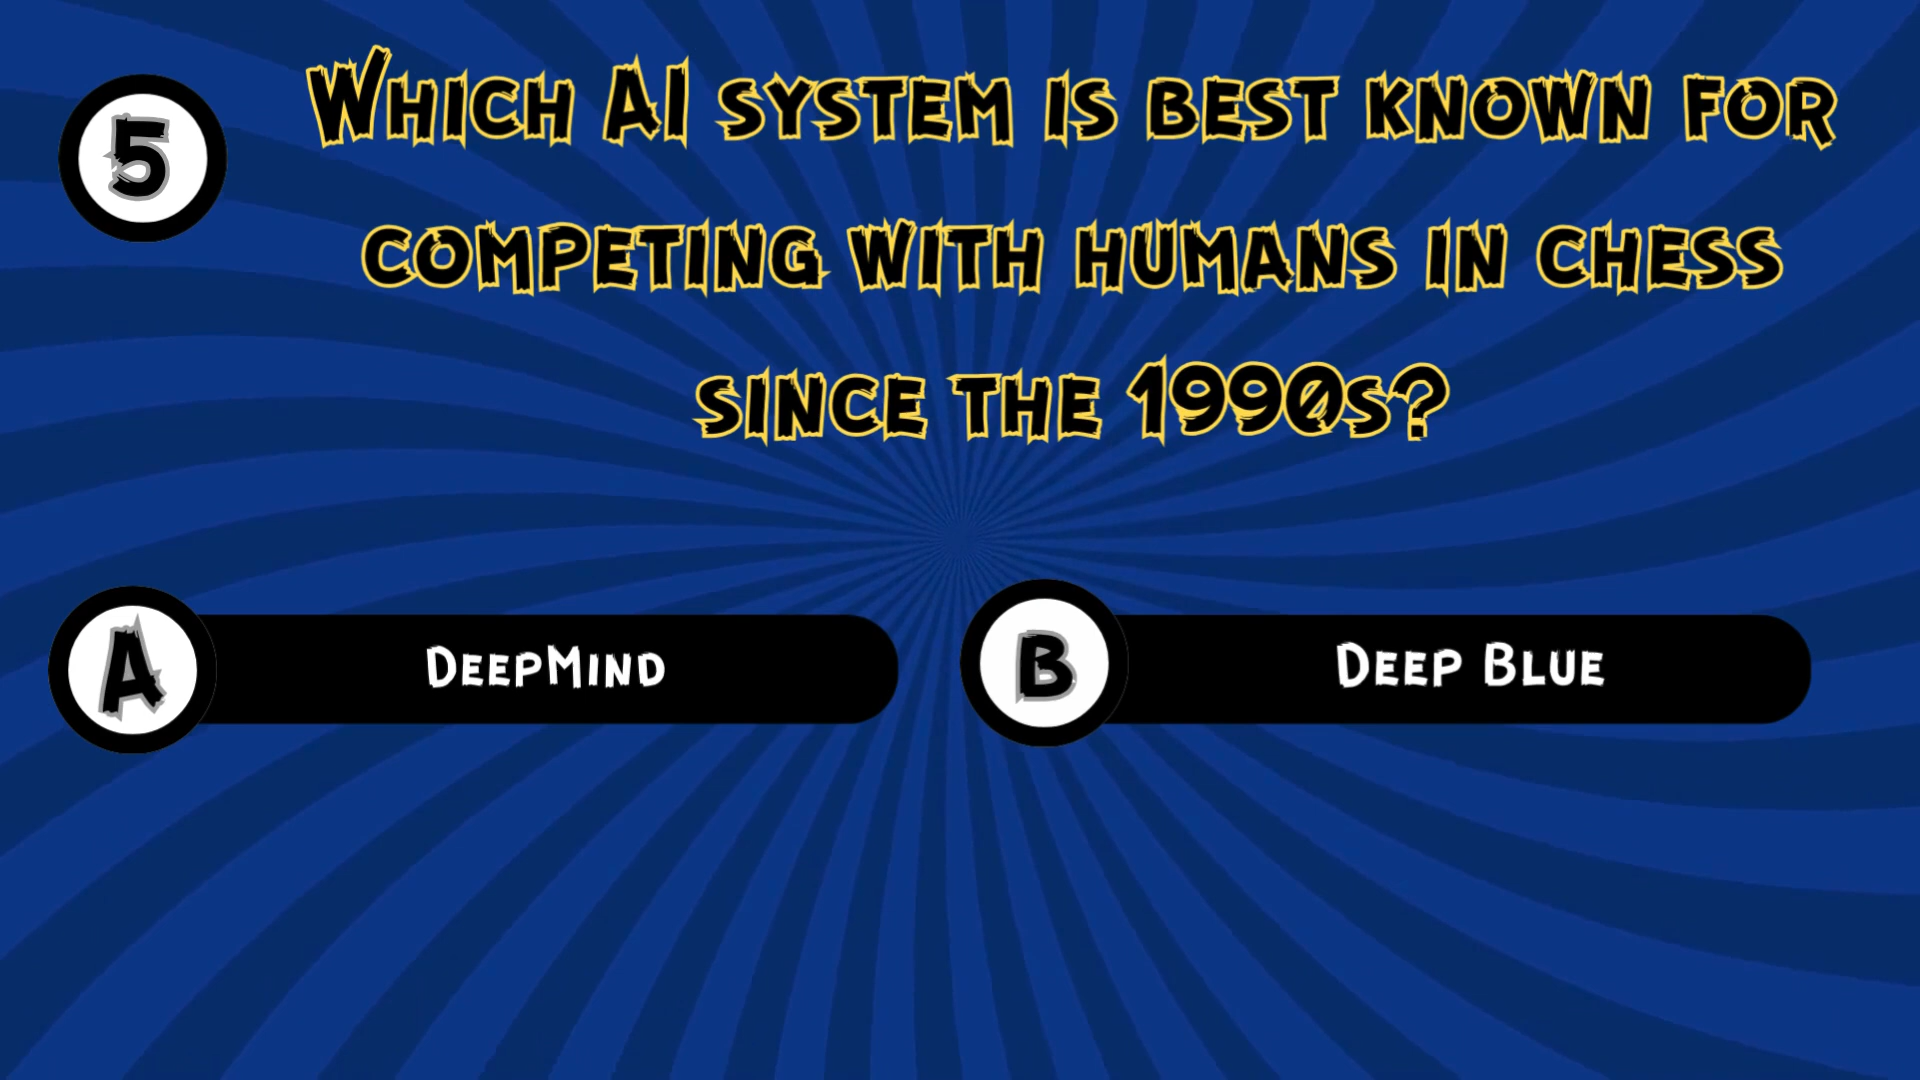 5
Which AI system is best known for
competing with humans in chess
since the 1990s?
A
DeepMind
B
Deep Blue